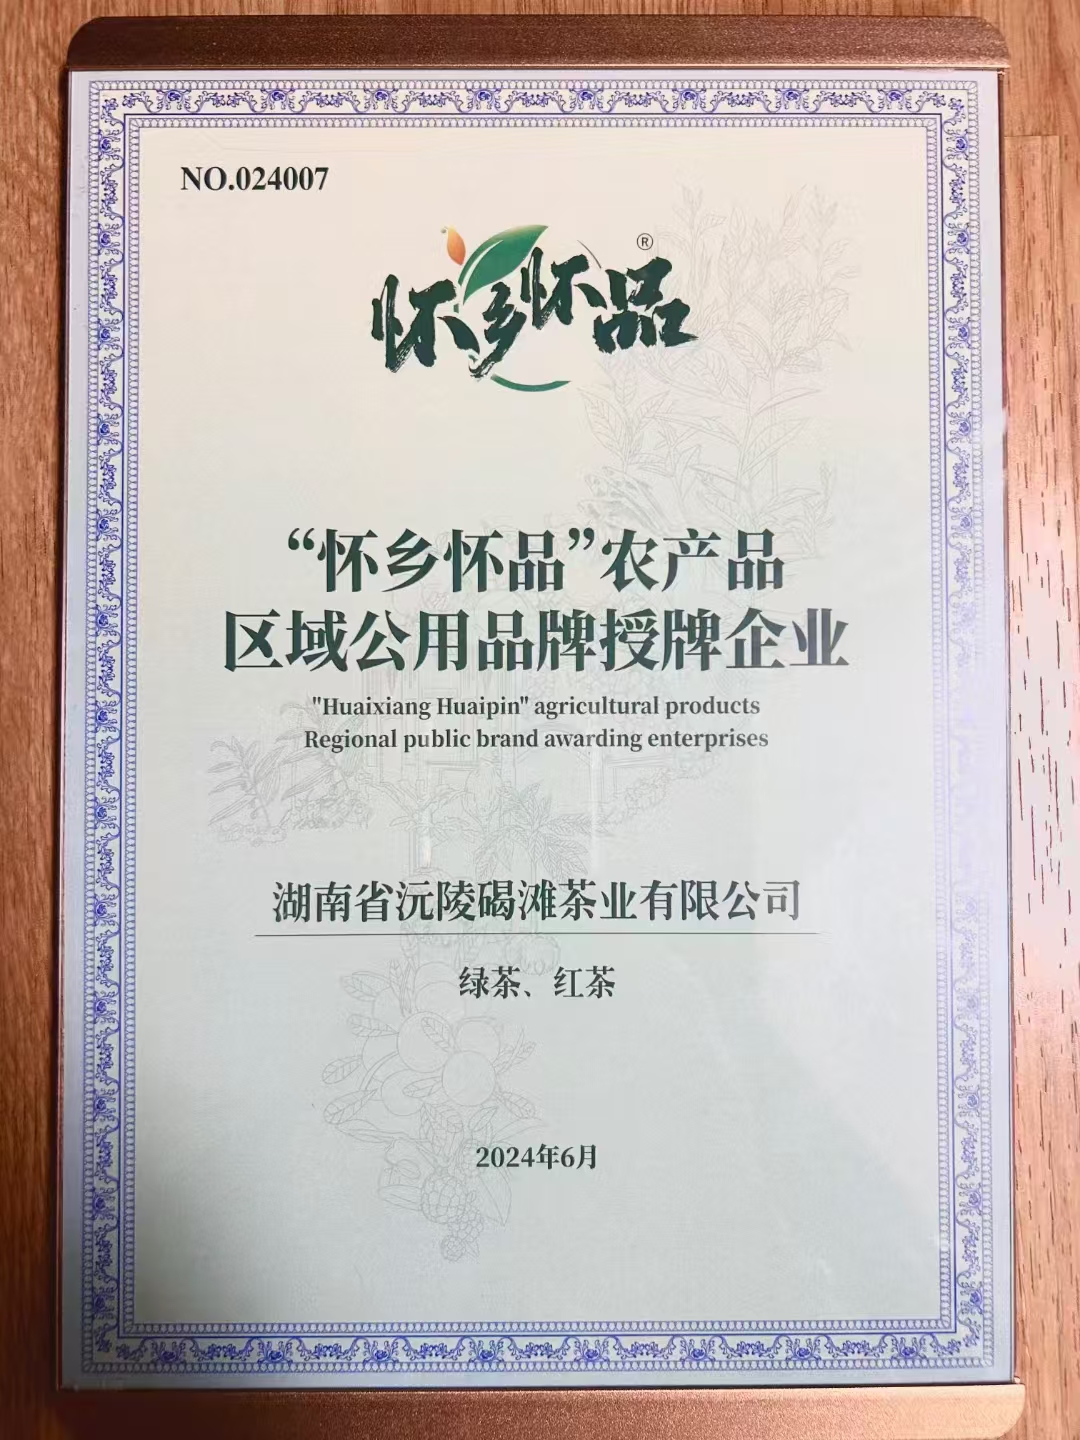 NO.024007
怀乡怀品®
“怀乡怀品”农产品
区域公用品牌授牌企业
"Huaixiang Huaipin" agricultural products
Regional public brand awarding enterprises
湖南省沅陵碣滩茶业有限公司
绿茶、红茶
2024年6月